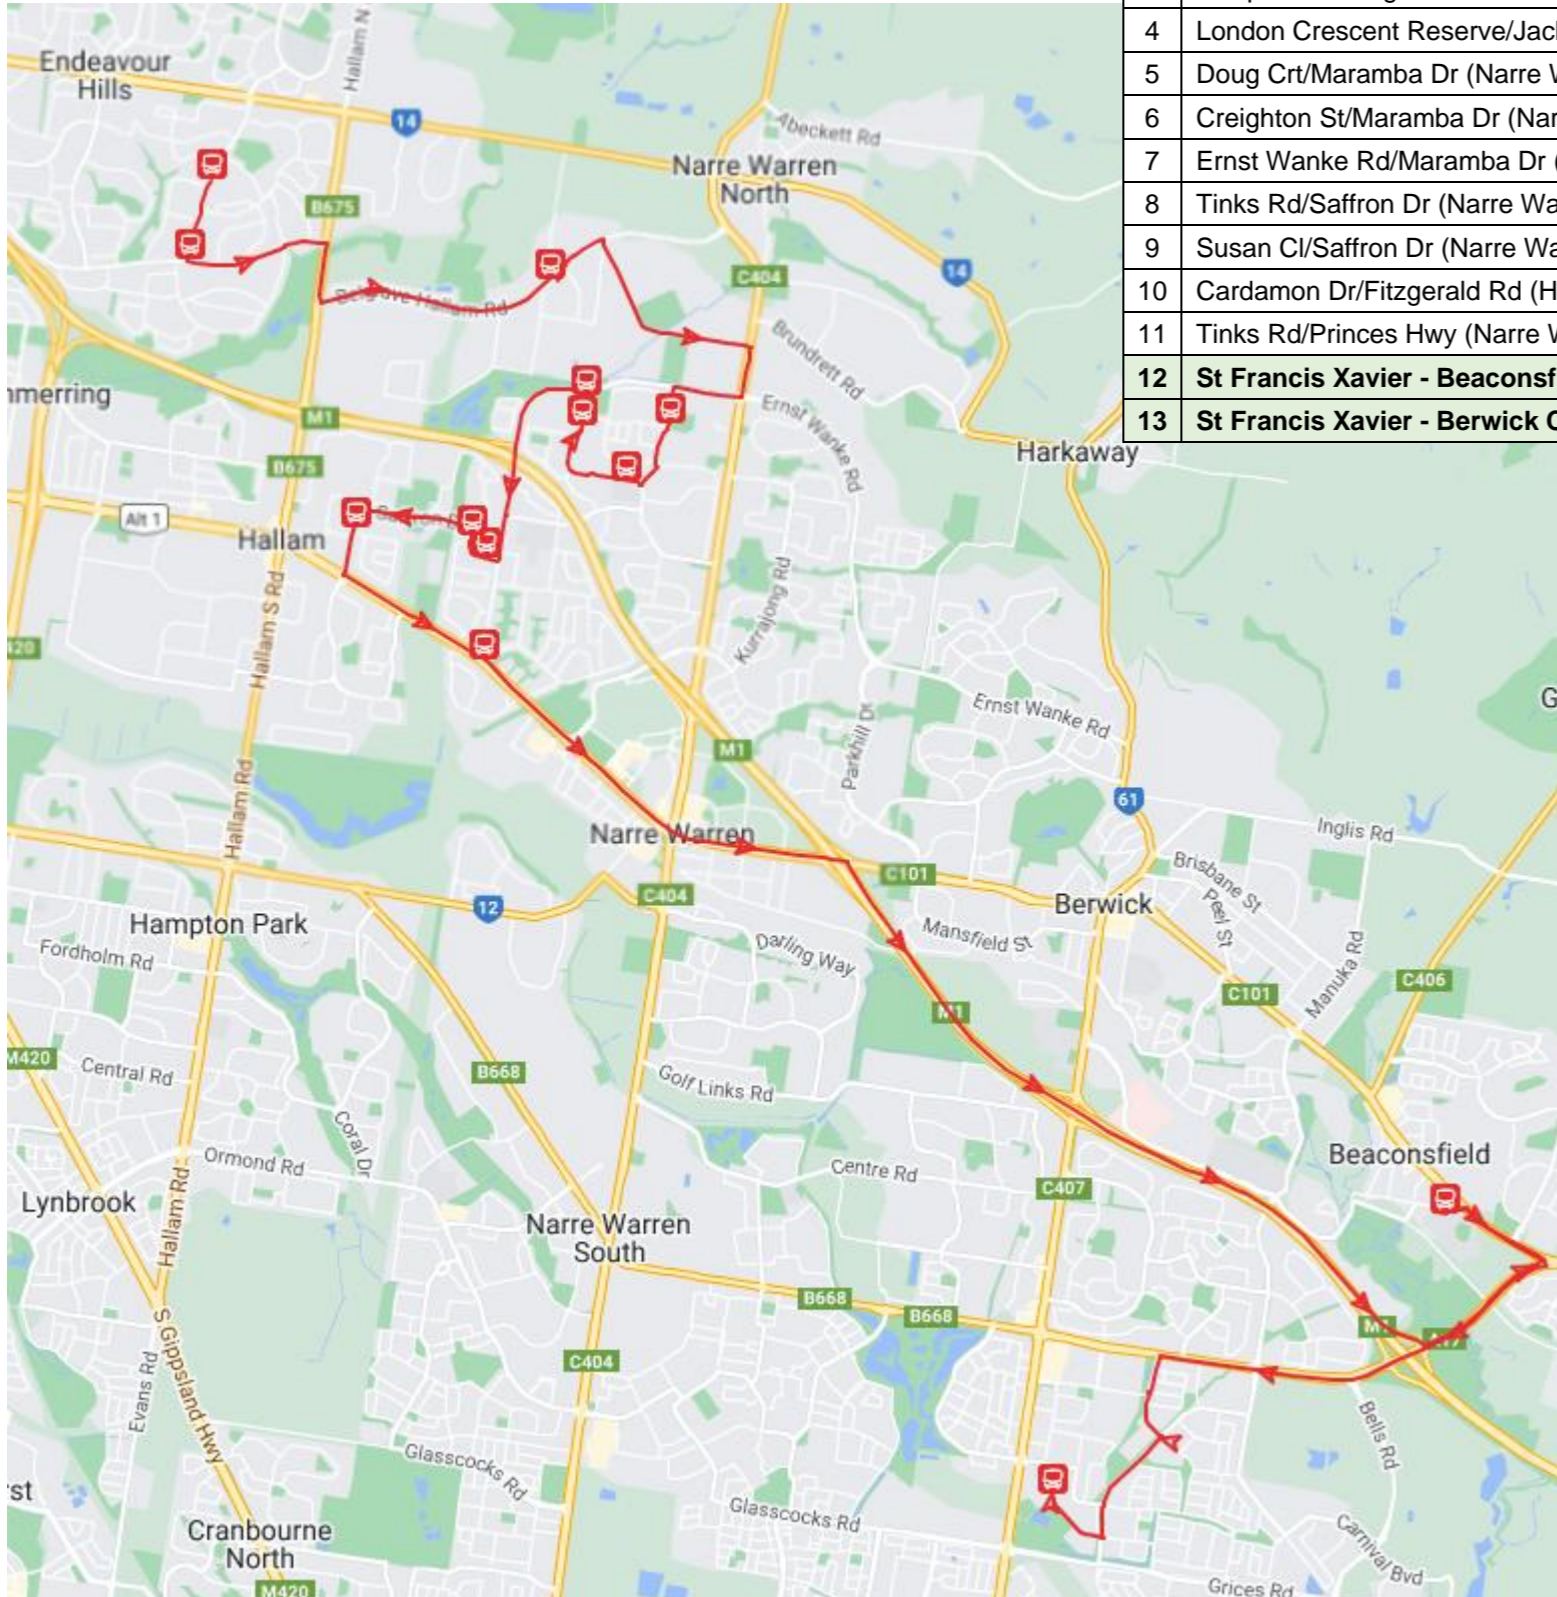 4 London Crescent Reserve/Jac
5 Doug Crt/Maramba Dr (Narre
6 Creighton St/Maramba Dr (Nar
7 Ernst Wanke Rd/Maramba Dr (
8 Tinks Rd/Saffron Dr (Narre Wa
9 Susan Cl/Saffron Dr (Narre Wa
10 Cardamon Dr/Fitzgerald Rd (H
11 Tinks Rd/Princes Hwy (Narre
12 St Francis Xavier - Beaconsf
13 St Francis Xavier - Berwick
Endeavour
Hills
Hallam N
14
Abeckett Rd
Narre Warren
North
B675
C404
14
Belgrave Hallam Rd
Brundrett Rd
mmerring
M1
Ernst Wanke Rd
Harkaway
B675
Alt 1
Saffron D
Hallam
Hallam S Rd
Kurrajong Rd
420
G
Ernst Wanke Rd
Parkhill Dr
M1
Hallam Rd
61
Inglis Rd
Narre Warren
C101
Brisbane St
Peel St
C404
Berwick
12
Hampton Park
Mansfield St
Darling Way
Fordholm Rd
Manuka Rd
C406
C101
M1
M420
Central Rd
B668
Golf Links Rd
Coral Dr
Ormond Rd
Centre Rd
Beaconsfield
C407
Lynbrook
Hallam Rd
Narre Warren
South
B668
B668
M1
A17
S Gippsland Hwy
C404
Evans Rd
Bells Rd
Glasscocks Rd
st
Glasscocks Rd
Cranbourne
North
Carnival Bvd
M420
Grices Rd